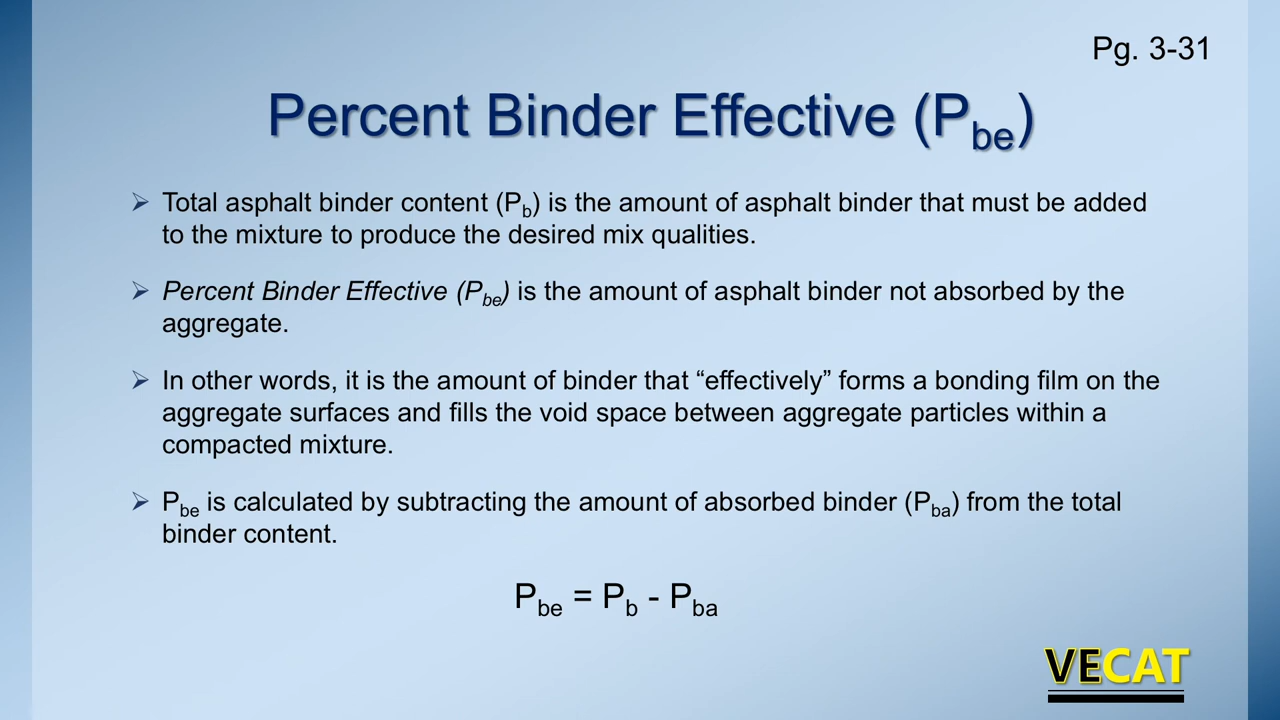 Pg. 3-31
Percent Binder Effective (Pbe)
➢ Total asphalt binder content (Pb) is the amount of asphalt binder that must be added
to the mixture to produce the desired mix qualities.
➢ Percent Binder Effective (Pbe) is the amount of asphalt binder not absorbed by the
aggregate.
➢ In other words, it is the amount of binder that “effectively” forms a bonding film on the
aggregate surfaces and fills the void space between aggregate particles within a
compacted mixture.
➢ Pbe is calculated by subtracting the amount of absorbed binder (Pba) from the total
binder content.
Pbe = Pb - Pba
VECAT